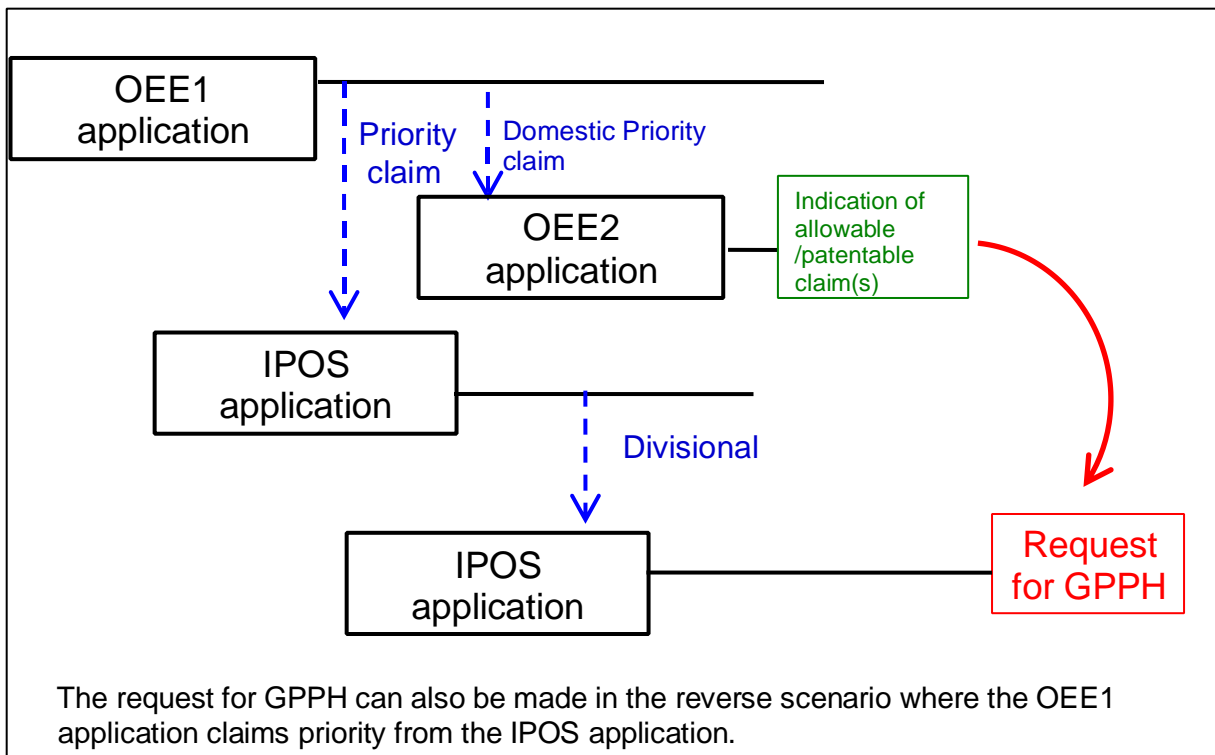 OEE1
application
Priority
claim
Domestic Priority
claim
OEE2
application
Indication of
allowable
/patentable
claim(s)
IPOS
application
Divisional
IPOS
application
Request
for GPPH
The request for GPPH can also be made in the reverse scenario where the OEE1
application claims priority from the IPOS application.